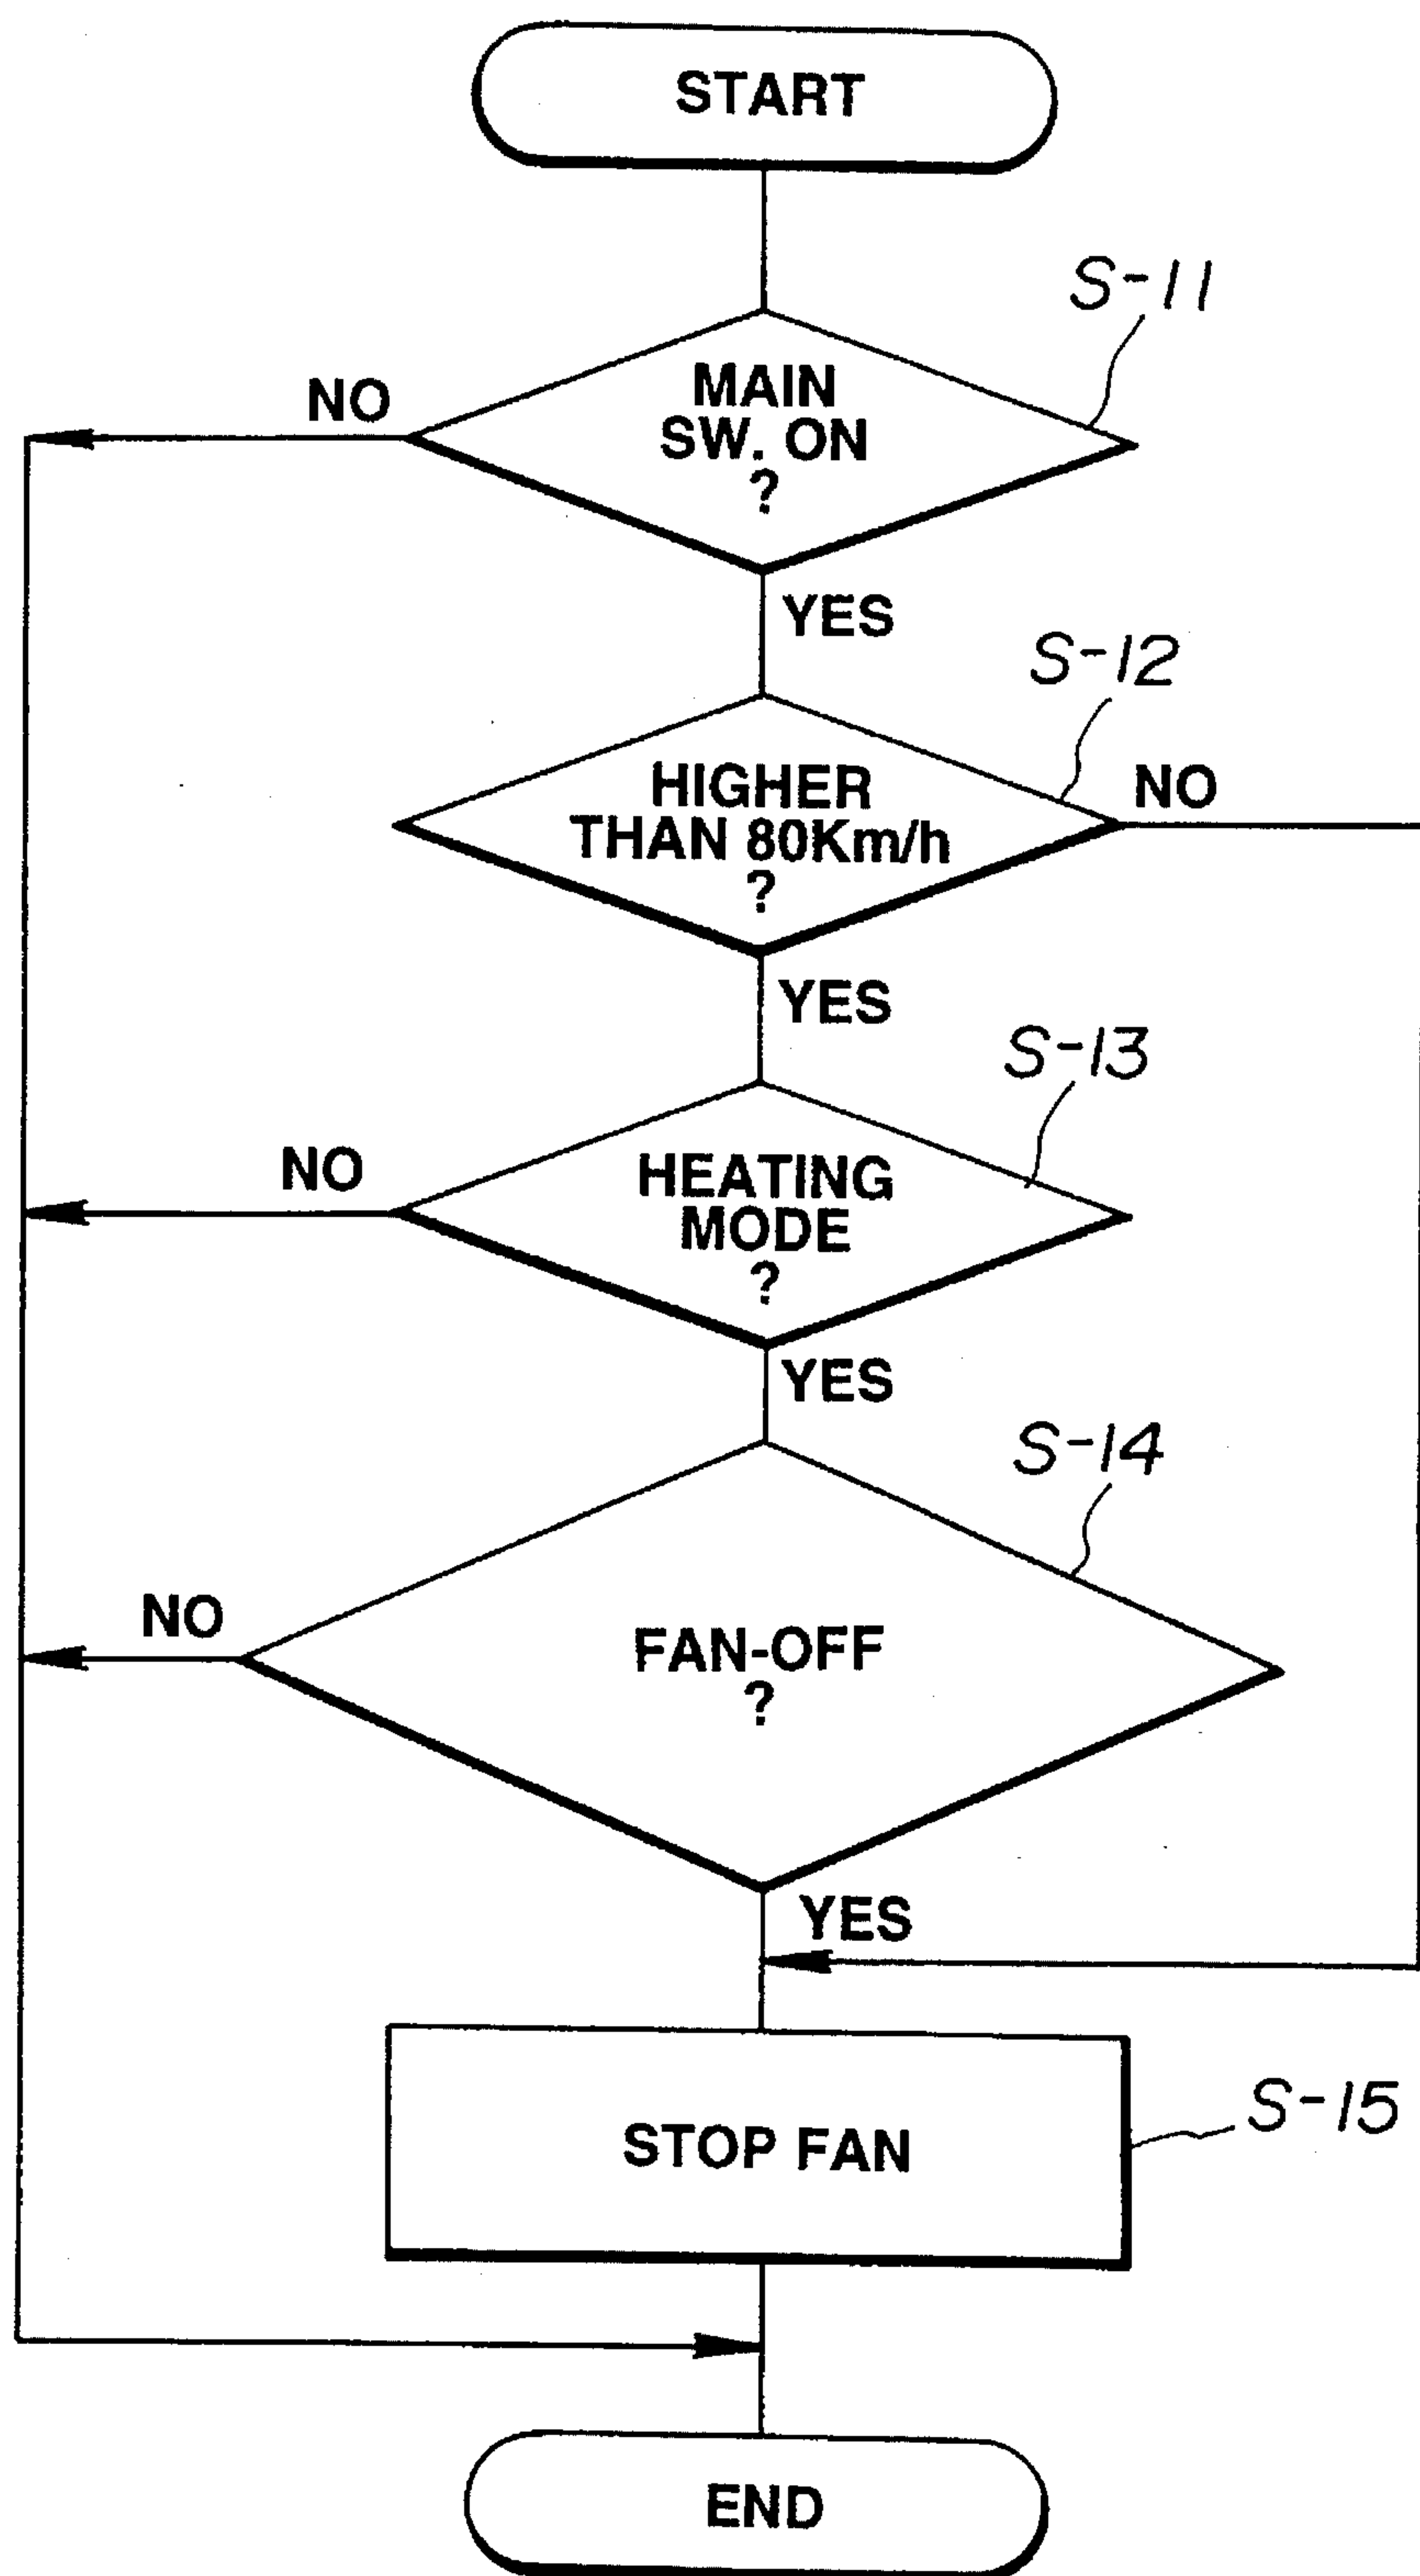 START
S-11
NO
MAIN
SW. ON
?
YES
S-12
NO
HIGHER
THAN 80Km/h
?
YES
S-13
NO
HEATING
MODE
?
YES
S-14
NO
FAN-OFF
?
YES
STOP FAN
S-15
END